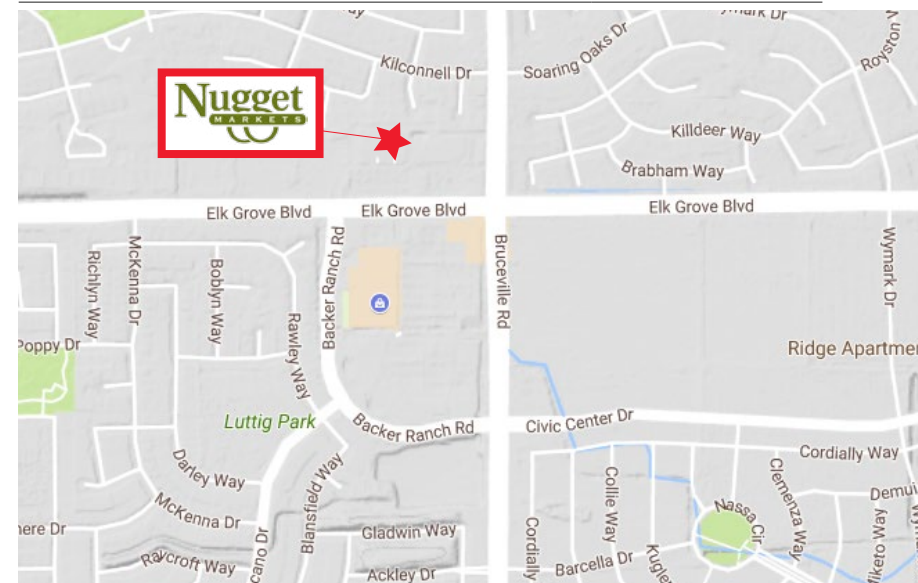 Kilconnell Dr
Soaring Oaks Dr
Nugget
MARKETS
Killdeer Way
Brabham Way
Elk Grove Blvd
Elk Grove Blvd
Elk Grove Blvd
Richlyn Way
McKenna Dr
Boblyn Way
Backer Ranch Rd
Bruceville Rd
Wymark Dr
Poppy Dr
Rawley Way
Ridge Apartmen
Luttig Park
Backer Ranch Rd
Civic Center Dr
Cordially Way
Darley Way
Blansfield Way
Collie Way
Clemenza Way
McKenna Dr
Nassa Cir
Gladwin Way
Cordially
Raycroft Way
Barcella Dr
Ackley Dr